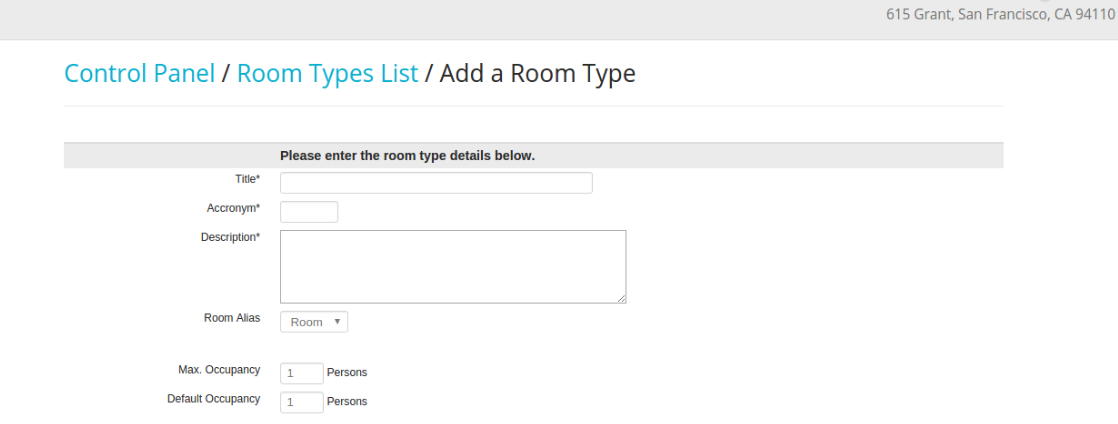 615 Grant, San Francisco, CA 94110
Control Panel / Room Types List / Add a Room Type
Please enter the room type details below.
Title*
Accronym*
Description*
Room Alias Room
Max. Occupancy 1 Persons
Default Occupancy 1 Persons